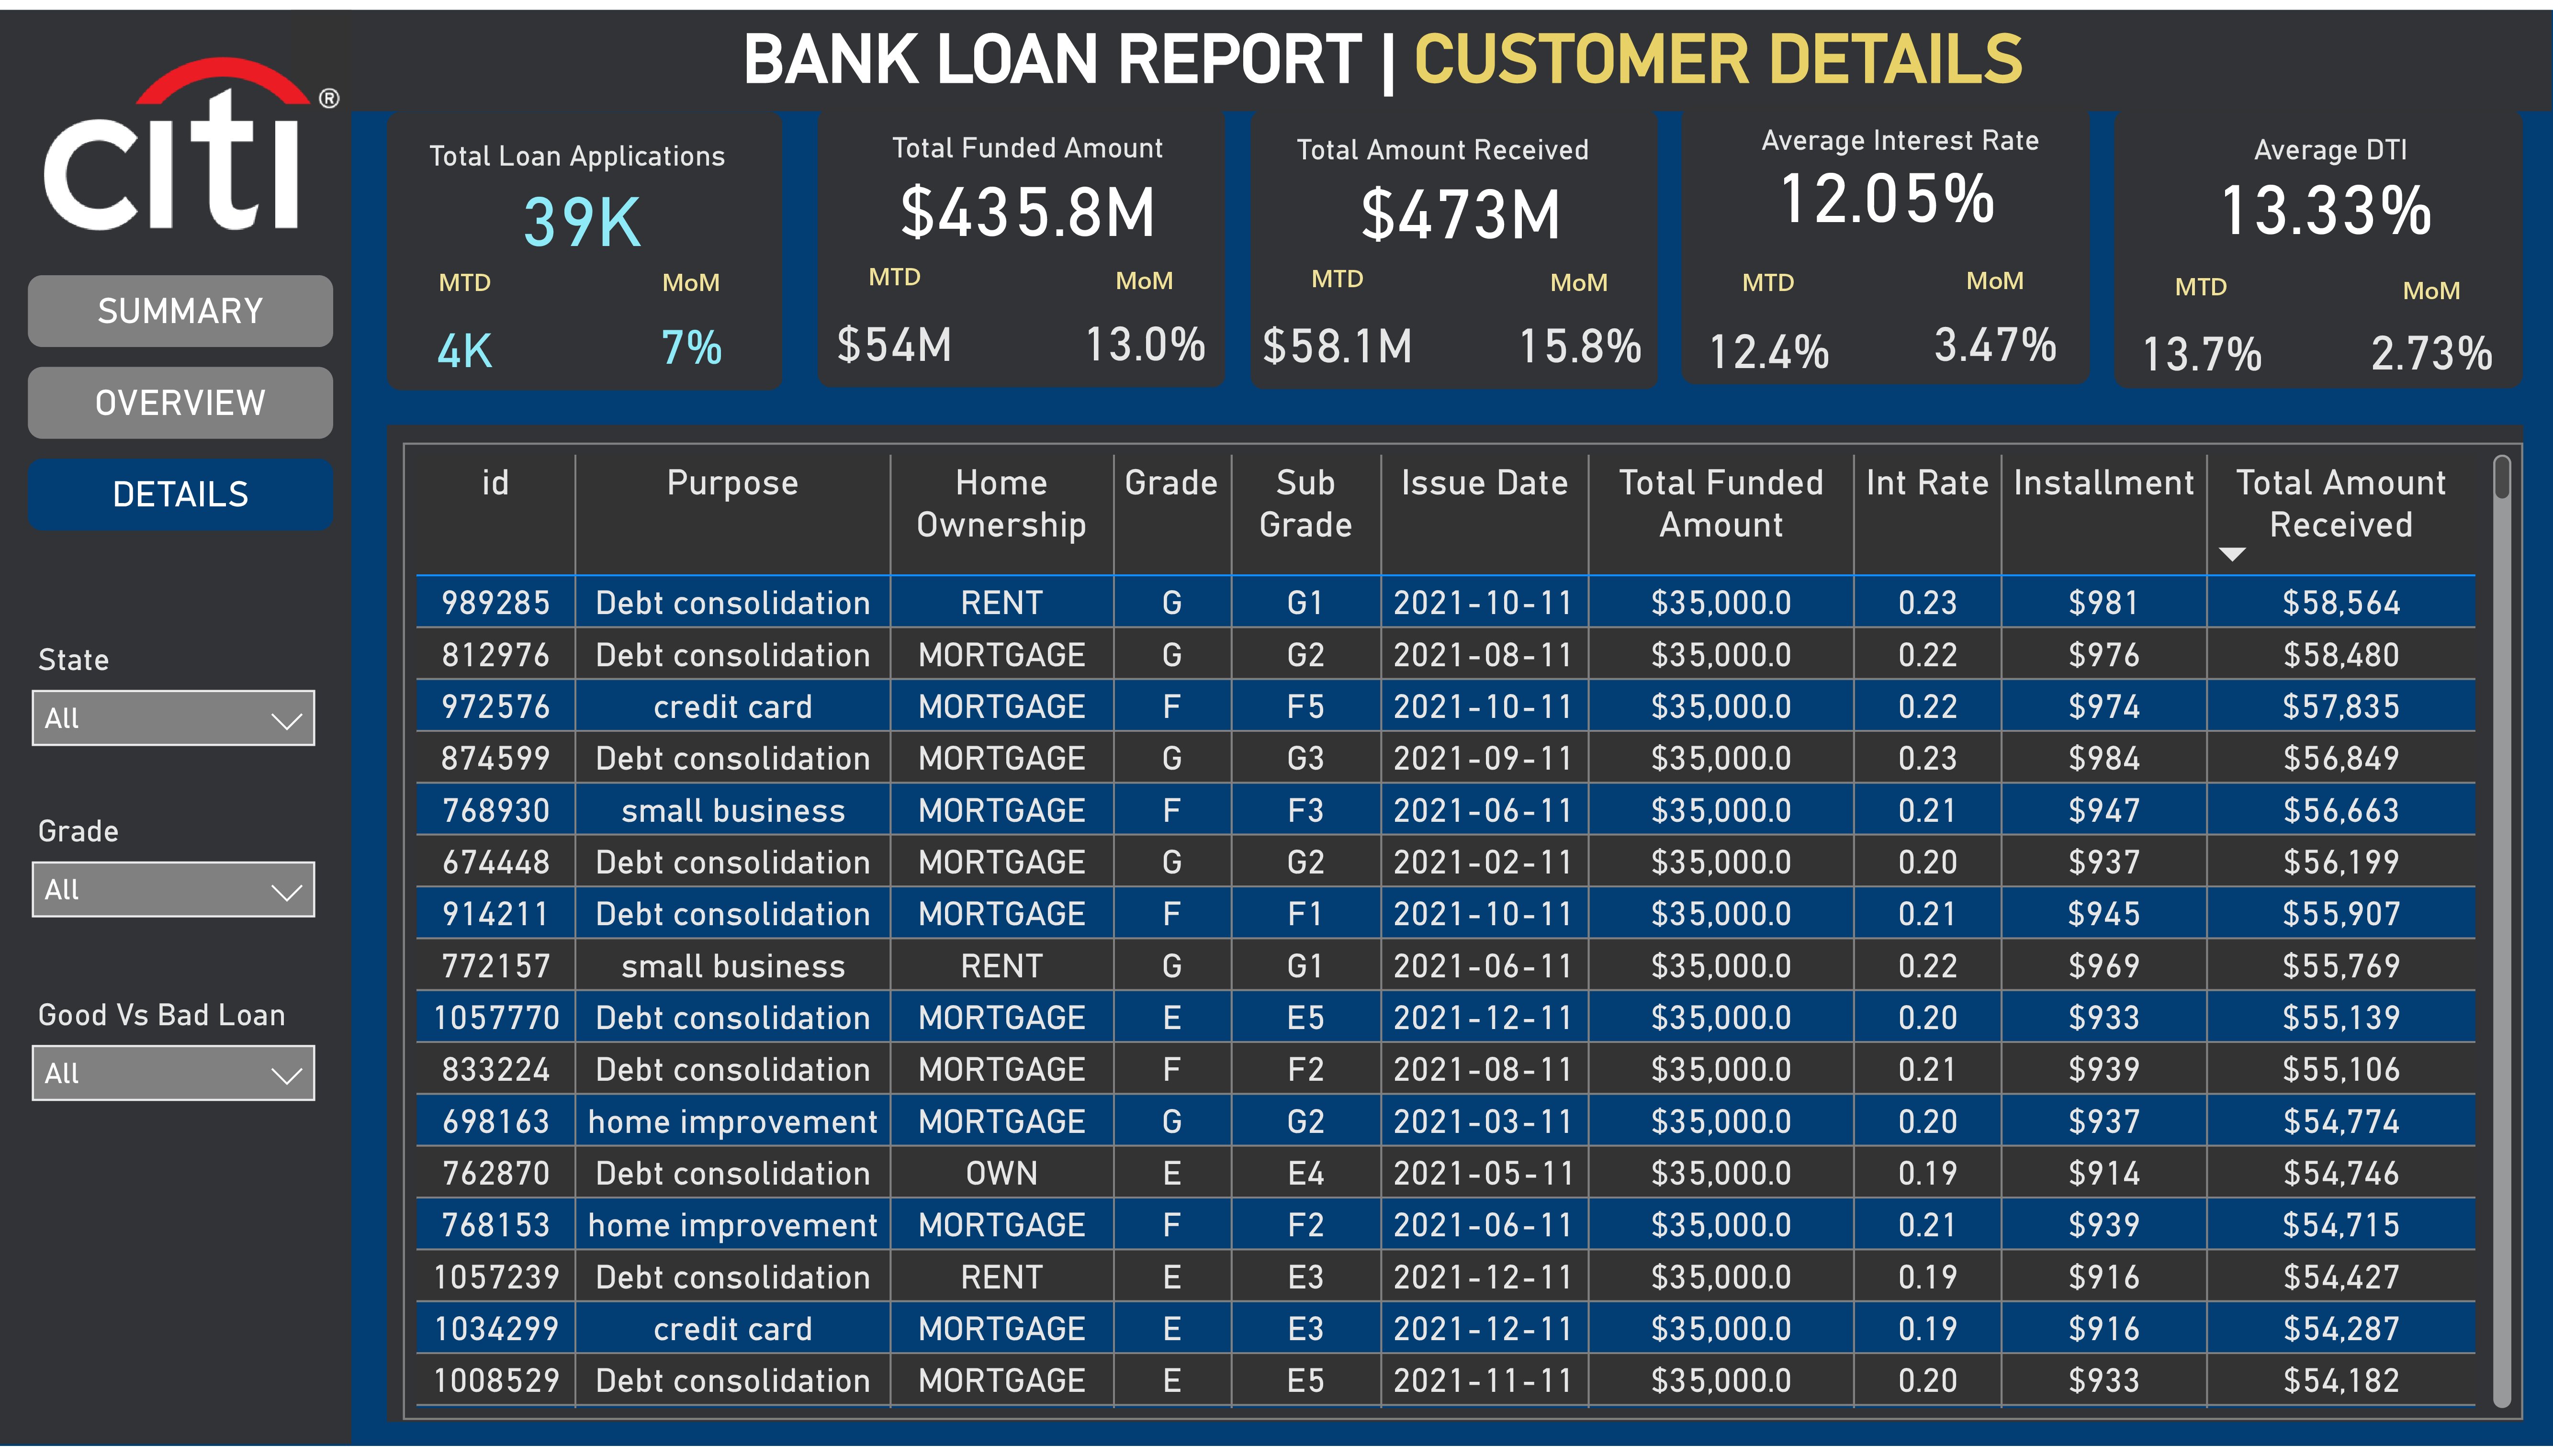 BANK LOAN REPORT | CUSTOMER DETAILS
citi ®
SUMMARY
OVERVIEW
DETAILS
State
All
Grade
All
Good Vs Bad Loan
All
Total Loan Applications
39K
MTD MoM
4K 7%
Total Funded Amount
$435.8M
MTD MoM
$54M 13.0%
Total Amount Received
$473M
MTD MoM
$58.1M 15.8%
Average Interest Rate
12.05%
MTD MoM
12.4% 3.47%
Average DTI
13.33%
MTD MoM
13.7% 2.73%
id Purpose Home Grade Sub Issue Date Total Funded Int Rate Installment Total Amount
Ownership Grade Amount Received
989285 Debt consolidation RENT G G1 2021-10-11 $35,000.0 0.23 $981 $58,564
812976 Debt consolidation MORTGAGE G G2 2021-08-11 $35,000.0 0.22 $976 $58,480
972576 credit card MORTGAGE F F5 2021-10-11 $35,000.0 0.22 $974 $57,835
874599 Debt consolidation MORTGAGE G G3 2021-09-11 $35,000.0 0.23 $984 $56,849
768930 small business MORTGAGE F F3 2021-06-11 $35,000.0 0.21 $947 $56,663
674448 Debt consolidation MORTGAGE G G2 2021-02-11 $35,000.0 0.20 $937 $56,199
914211 Debt consolidation MORTGAGE F F1 2021-10-11 $35,000.0 0.21 $945 $55,907
772157 small business RENT G G1 2021-06-11 $35,000.0 0.22 $969 $55,769
1057770 Debt consolidation MORTGAGE E E5 2021-12-11 $35,000.0 0.20 $933 $55,139
833224 Debt consolidation MORTGAGE F F2 2021-08-11 $35,000.0 0.21 $939 $55,106
698163 home improvement MORTGAGE G G2 2021-03-11 $35,000.0 0.20 $937 $54,774
762870 Debt consolidation OWN E E4 2021-05-11 $35,000.0 0.19 $914 $54,746
768153 home improvement MORTGAGE F F2 2021-06-11 $35,000.0 0.21 $939 $54,715
1057239 Debt consolidation RENT E E3 2021-12-11 $35,000.0 0.19 $916 $54,427
1034299 credit card MORTGAGE E E3 2021-12-11 $35,000.0 0.19 $916 $54,287
1008529 Debt consolidation MORTGAGE E E5 2021-11-11 $35,000.0 0.20 $933 $54,182